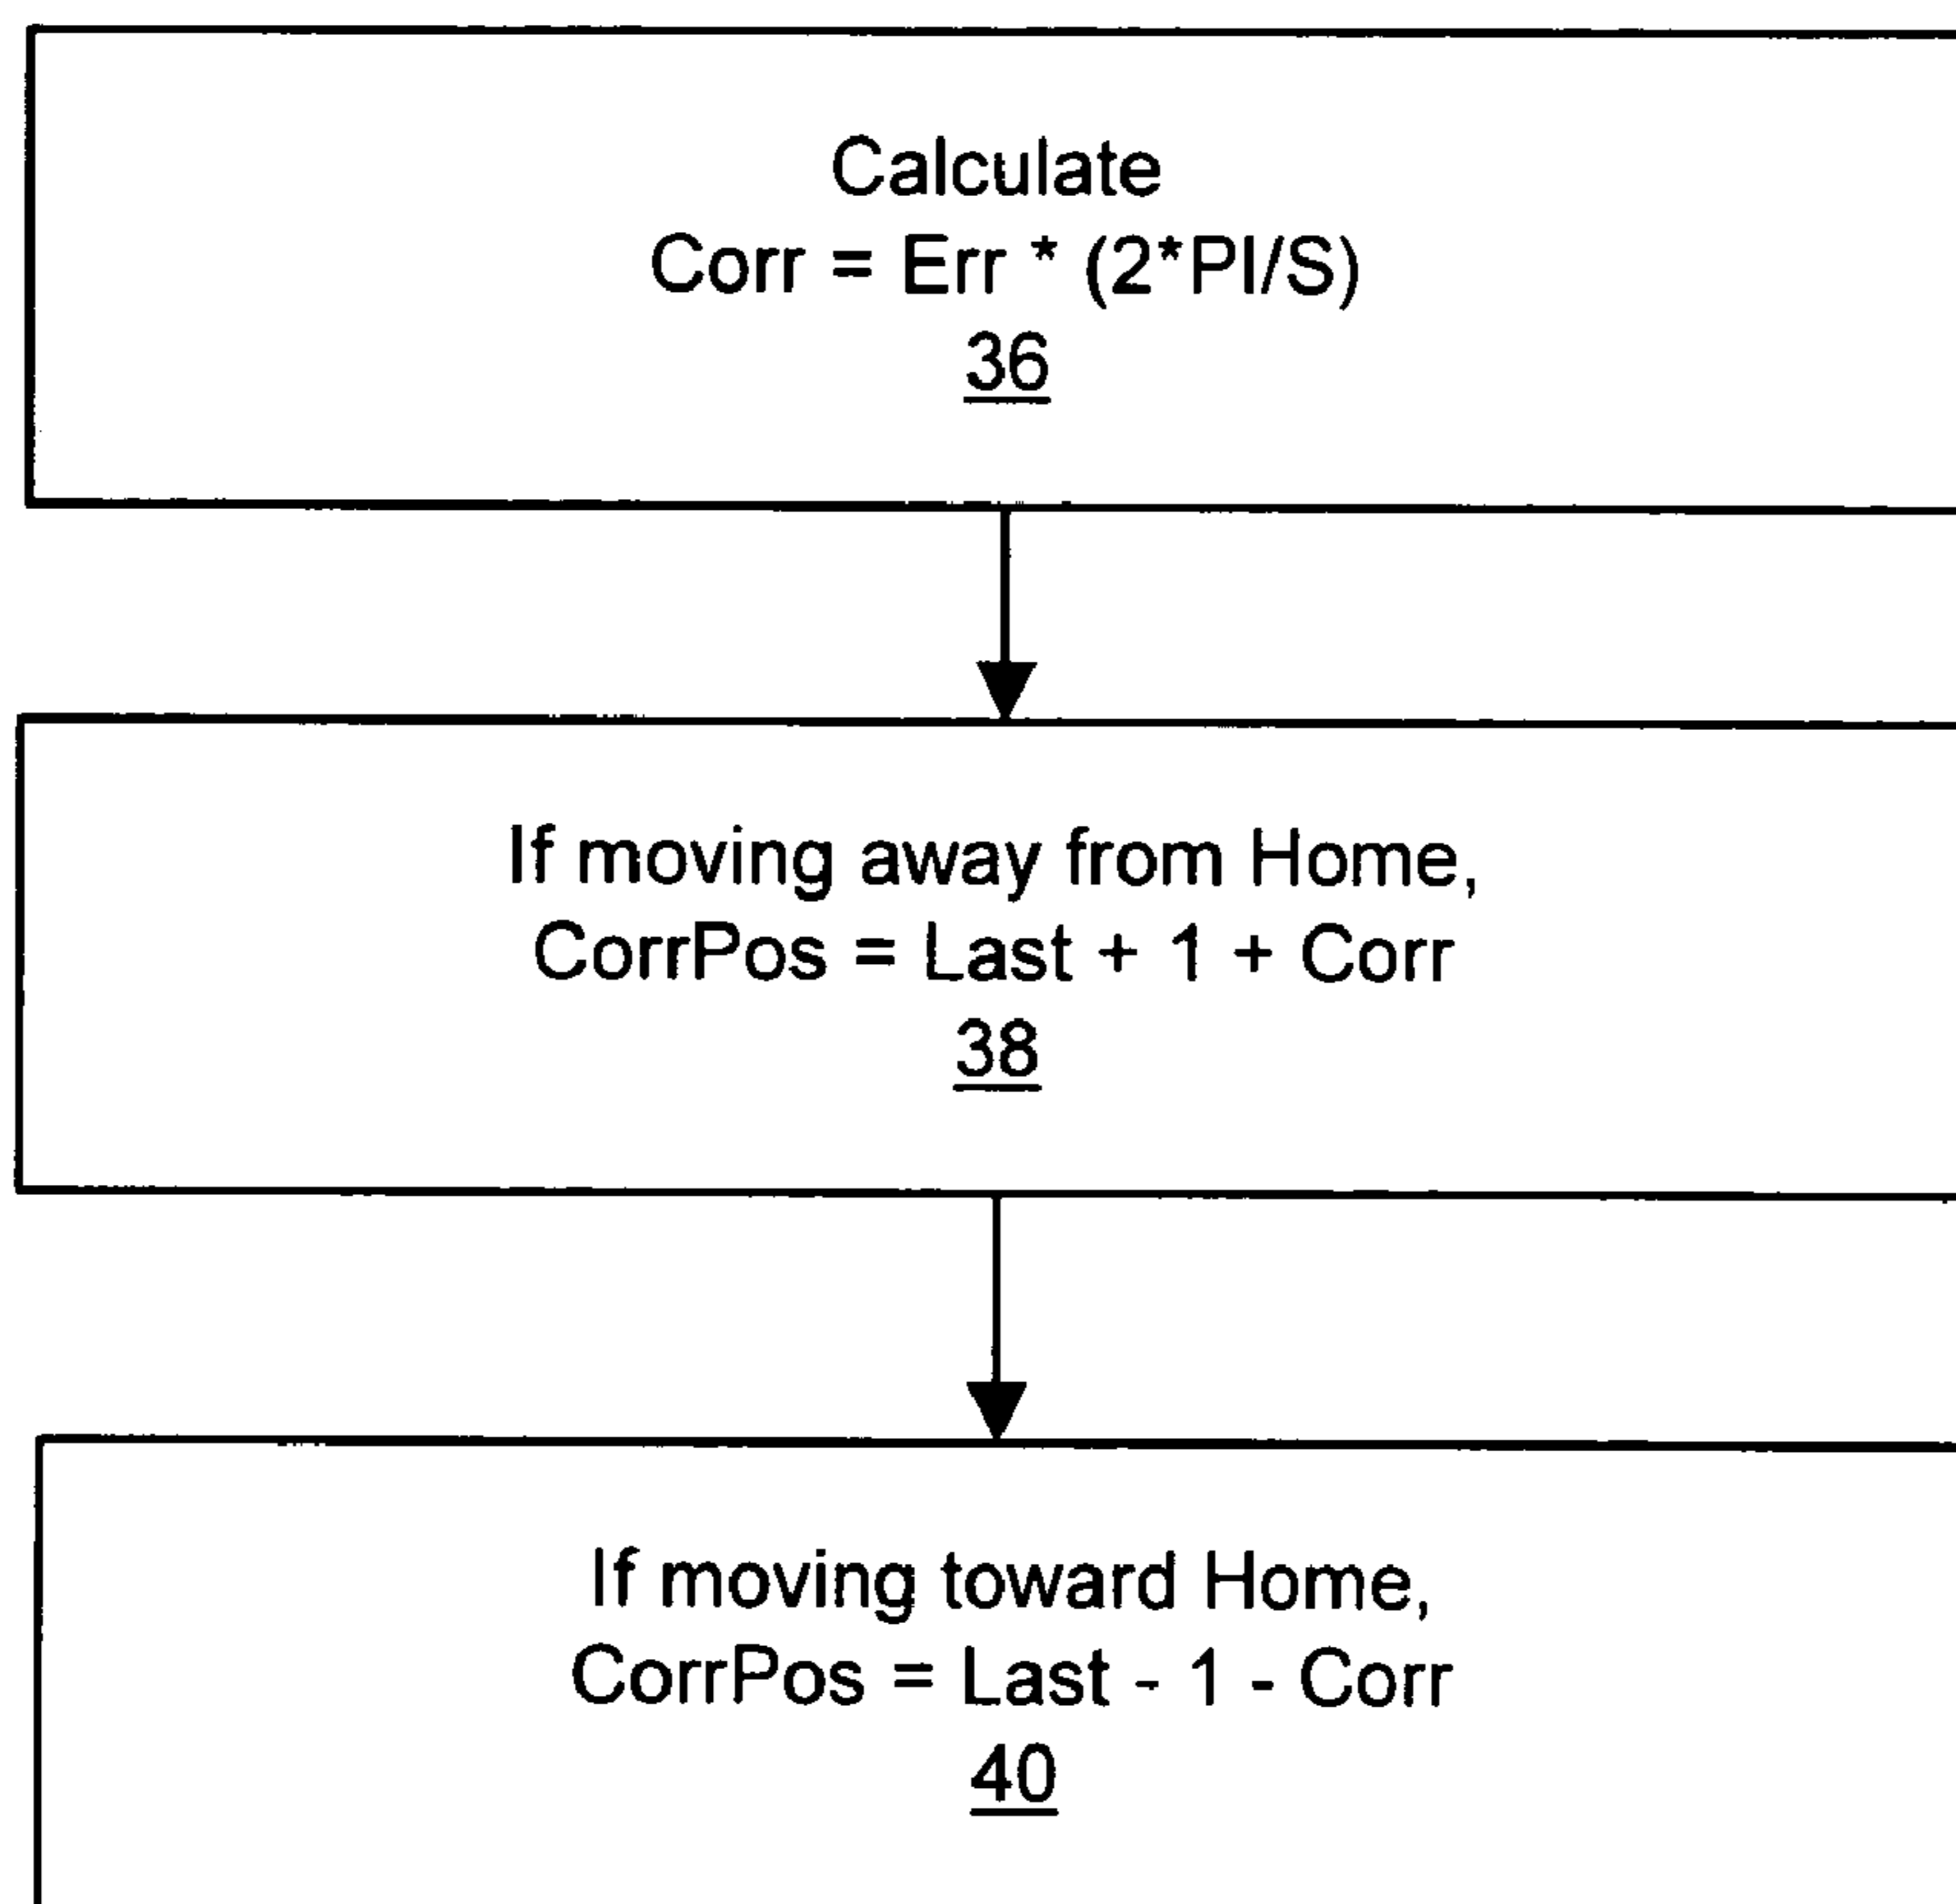 Calculate
Corr = Err * (2*PI/S)
36
If moving away from Home,
CorrPos = Last + 1 + Corr
38
If moving toward Home,
CorrPos = Last - 1 - Corr
40